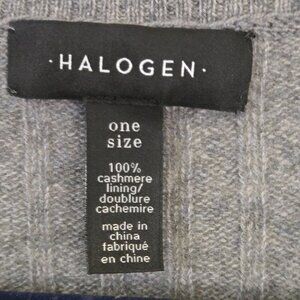 ·HALOGEN·
one
size
100%
cashmere
lining/
doublure
cachemire
made in
china
fabriqué
en chine